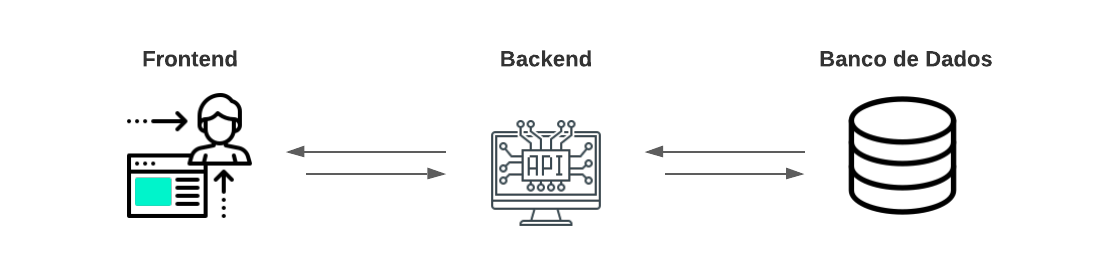 Frontend
Backend
Banco de Dados
API